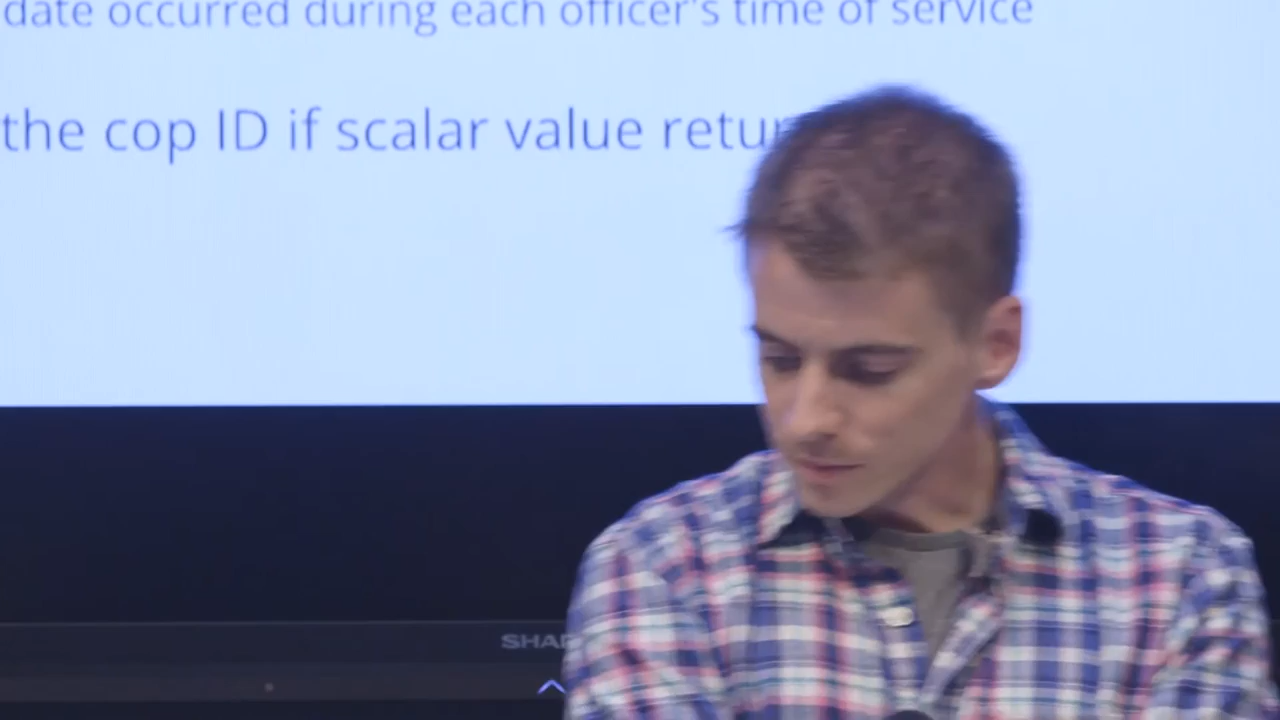 date occurred during each officer's time of service
the cop ID if scalar value retur
SHAR